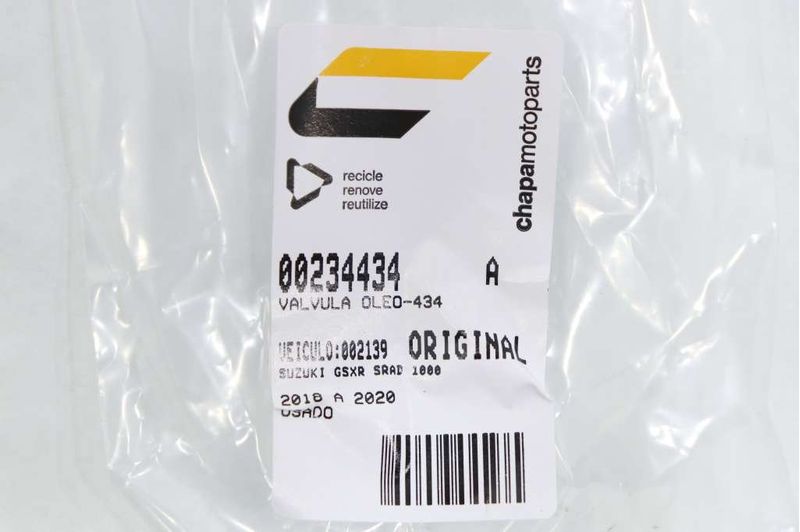 chapamotoparts
recicle
renove
reutilize
00234434 A
VALVULA OLEO-434
VEICULO:002139 ORIGINAL
SUZUKI GSXR SRAD 1000
2018 A 2020
USADO